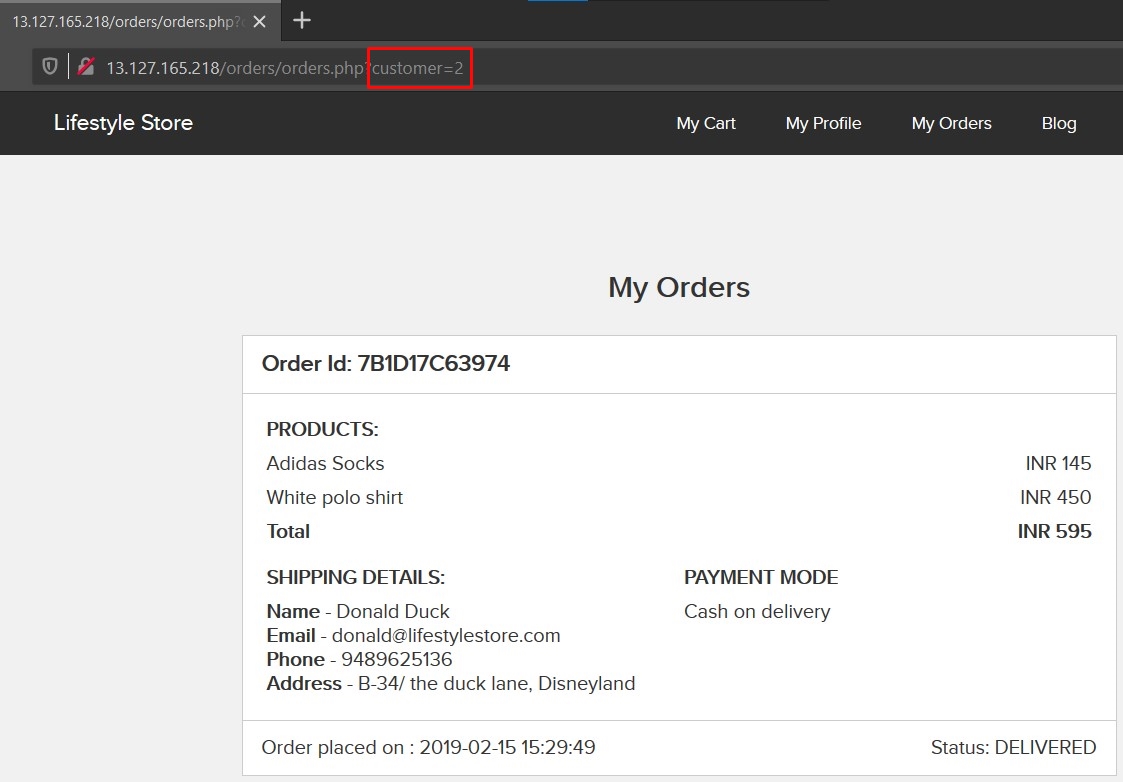 13.127.165.218/orders/orders.php?
13.127.165.218/orders/orders.php?customer=2
Lifestyle Store
My Cart
My Profile
My Orders
Blog
My Orders
Order Id: 7B1D17C63974
PRODUCTS:
Adidas Socks INR 145
White polo shirt INR 450
Total INR 595
SHIPPING DETAILS:
Name - Donald Duck
Email - donald@lifestylestore.com
Phone - 9489625136
Address - B-34/ the duck lane, Disneyland
PAYMENT MODE
Cash on delivery
Order placed on : 2019-02-15 15:29:49
Status: DELIVERED